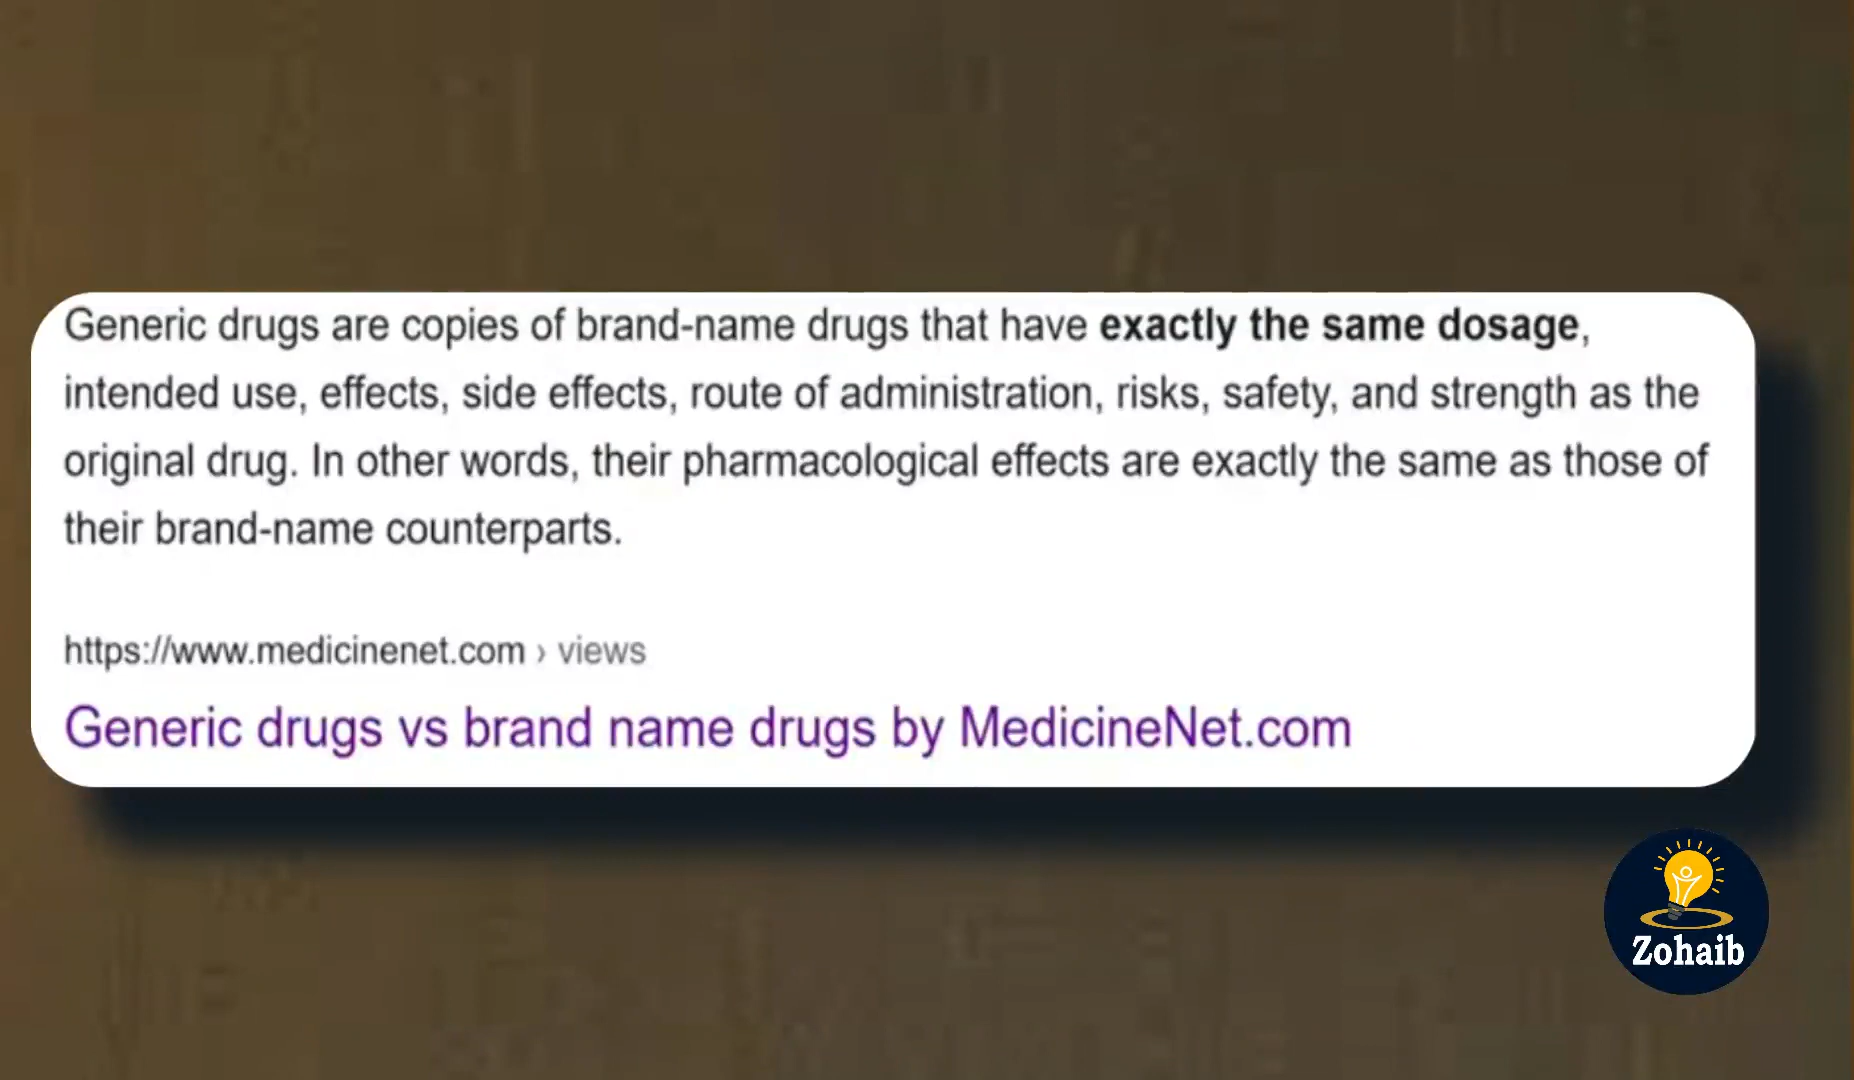 Generic drugs are copies of brand-name drugs that have exactly the same dosage,
intended use, effects, side effects, route of administration, risks, safety, and strength as the
original drug. In other words, their pharmacological effects are exactly the same as those of
their brand-name counterparts.
https://www.medicinenet.com › views
Generic drugs vs brand name drugs by MedicineNet.com
Zohaib